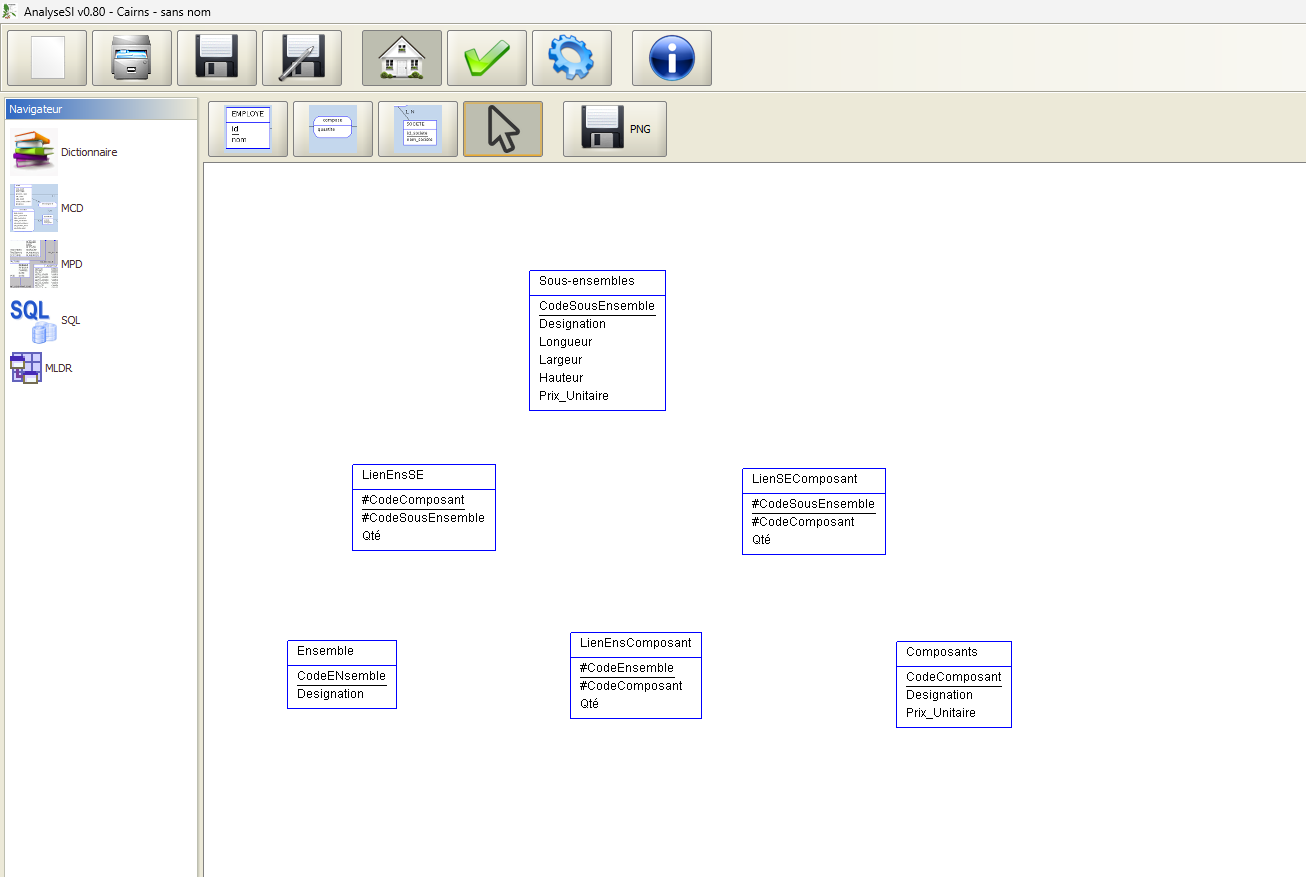 AnalyseSI v0.80 - Cairns - sans nom
Navigateur
Dictionnaire
MCD
MPD
SQL
SQL
MLDR
EMPLOYE
id
nom
compose
quantite
1, N
SOCIETE
id_societe
PNG
Sous-ensembles
CodeSousEnsemble
Designation
Longueur
Largeur
Hauteur
Prix_Unitaire
LienEnsSE
#CodeComposant
#CodeSousEnsemble
Qté
LienSEComposant
#CodeSousEnsemble
#CodeComposant
Qté
Ensemble
CodeENsemble
Designation
LienEnsComposant
#CodeEnsemble
#CodeComposant
Qté
Composants
CodeComposant
Designation
Prix_Unitaire